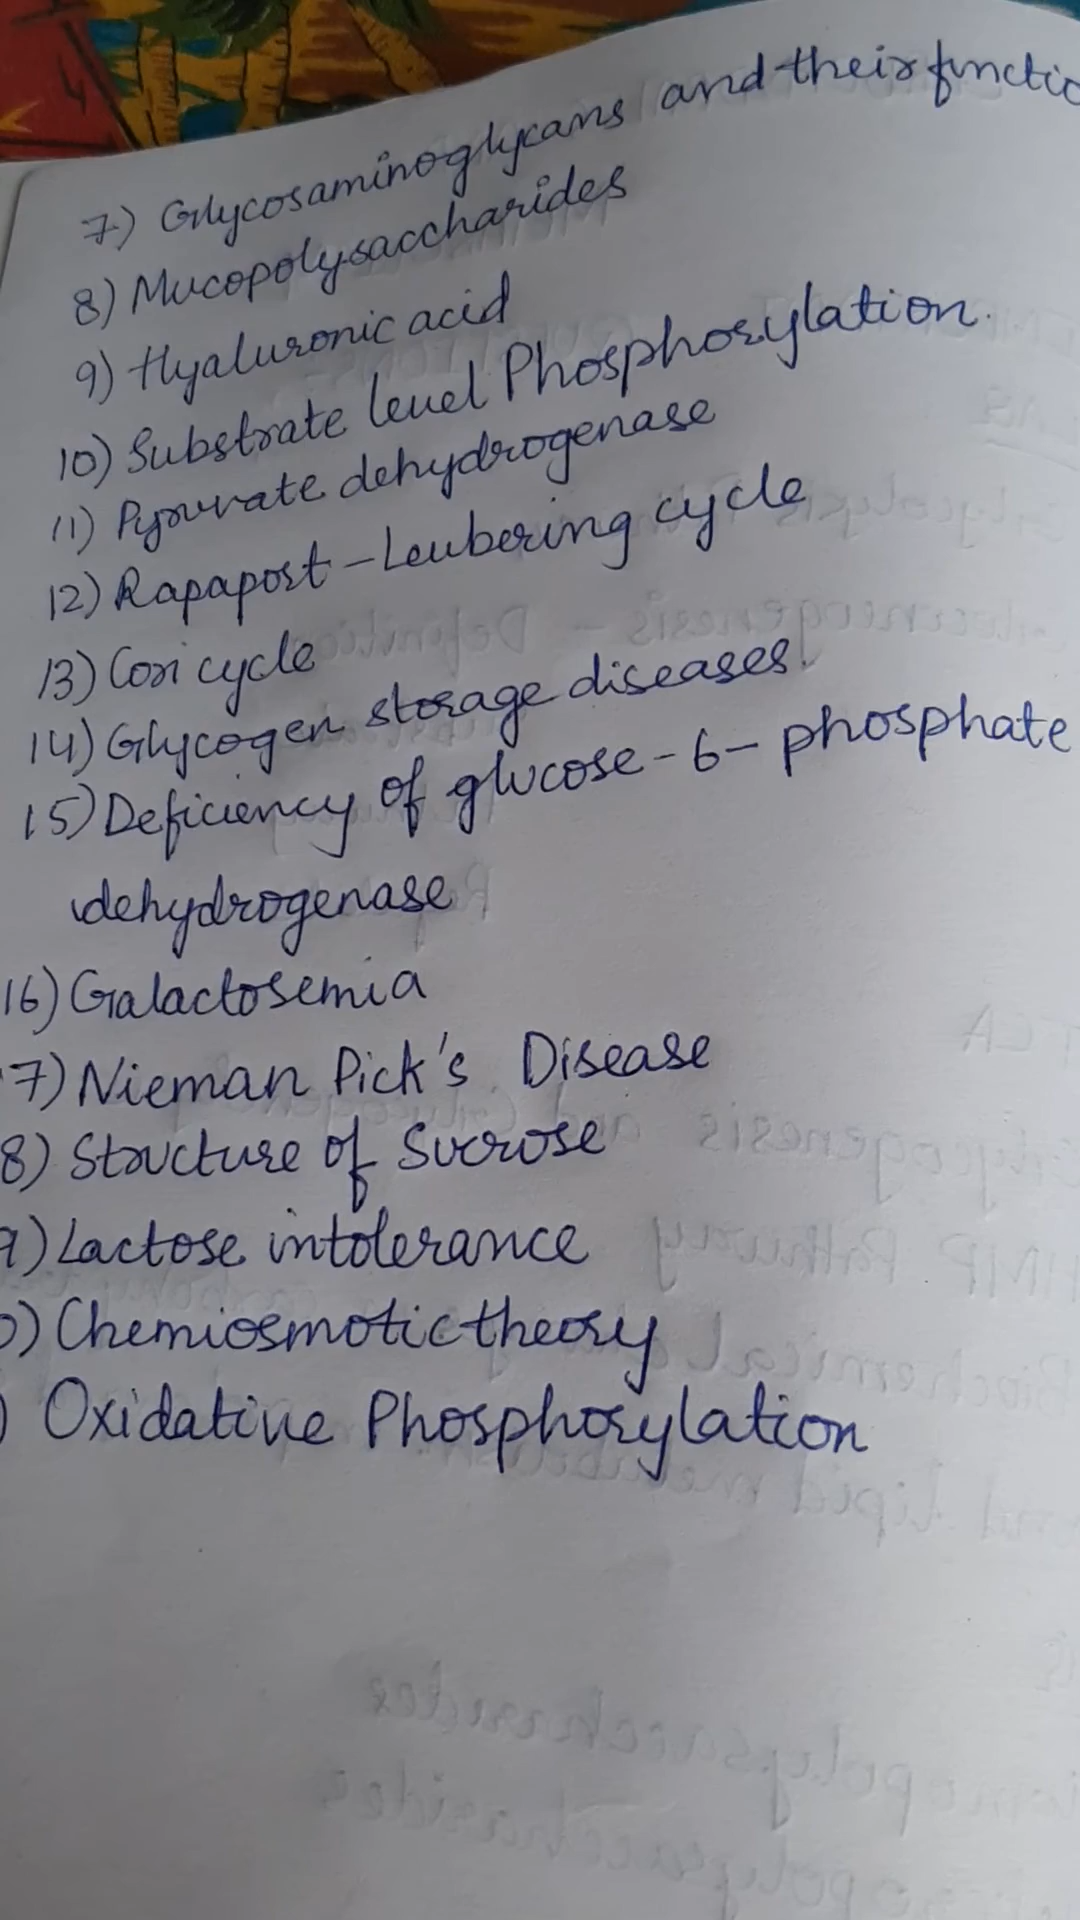 7) Glycosaminoglycans and their functio
8) Mucopolysaccharides
9) Hyaluronic acid
10) Substrate level Phosphorylation.
11) Pyruvate dehydrogenase
12) Rapaport-Leubering cycle
13) Cori cycle
14) Glycogen storage diseases.
15) Deficiency of glucose-6-phosphate
dehydrogenase
16) Galactosemia
7) Nieman Pick's Disease
8) Structure of Sucrose
9) Lactose intolerance
0) Chemiosmotic theory
) Oxidative Phosphorylation